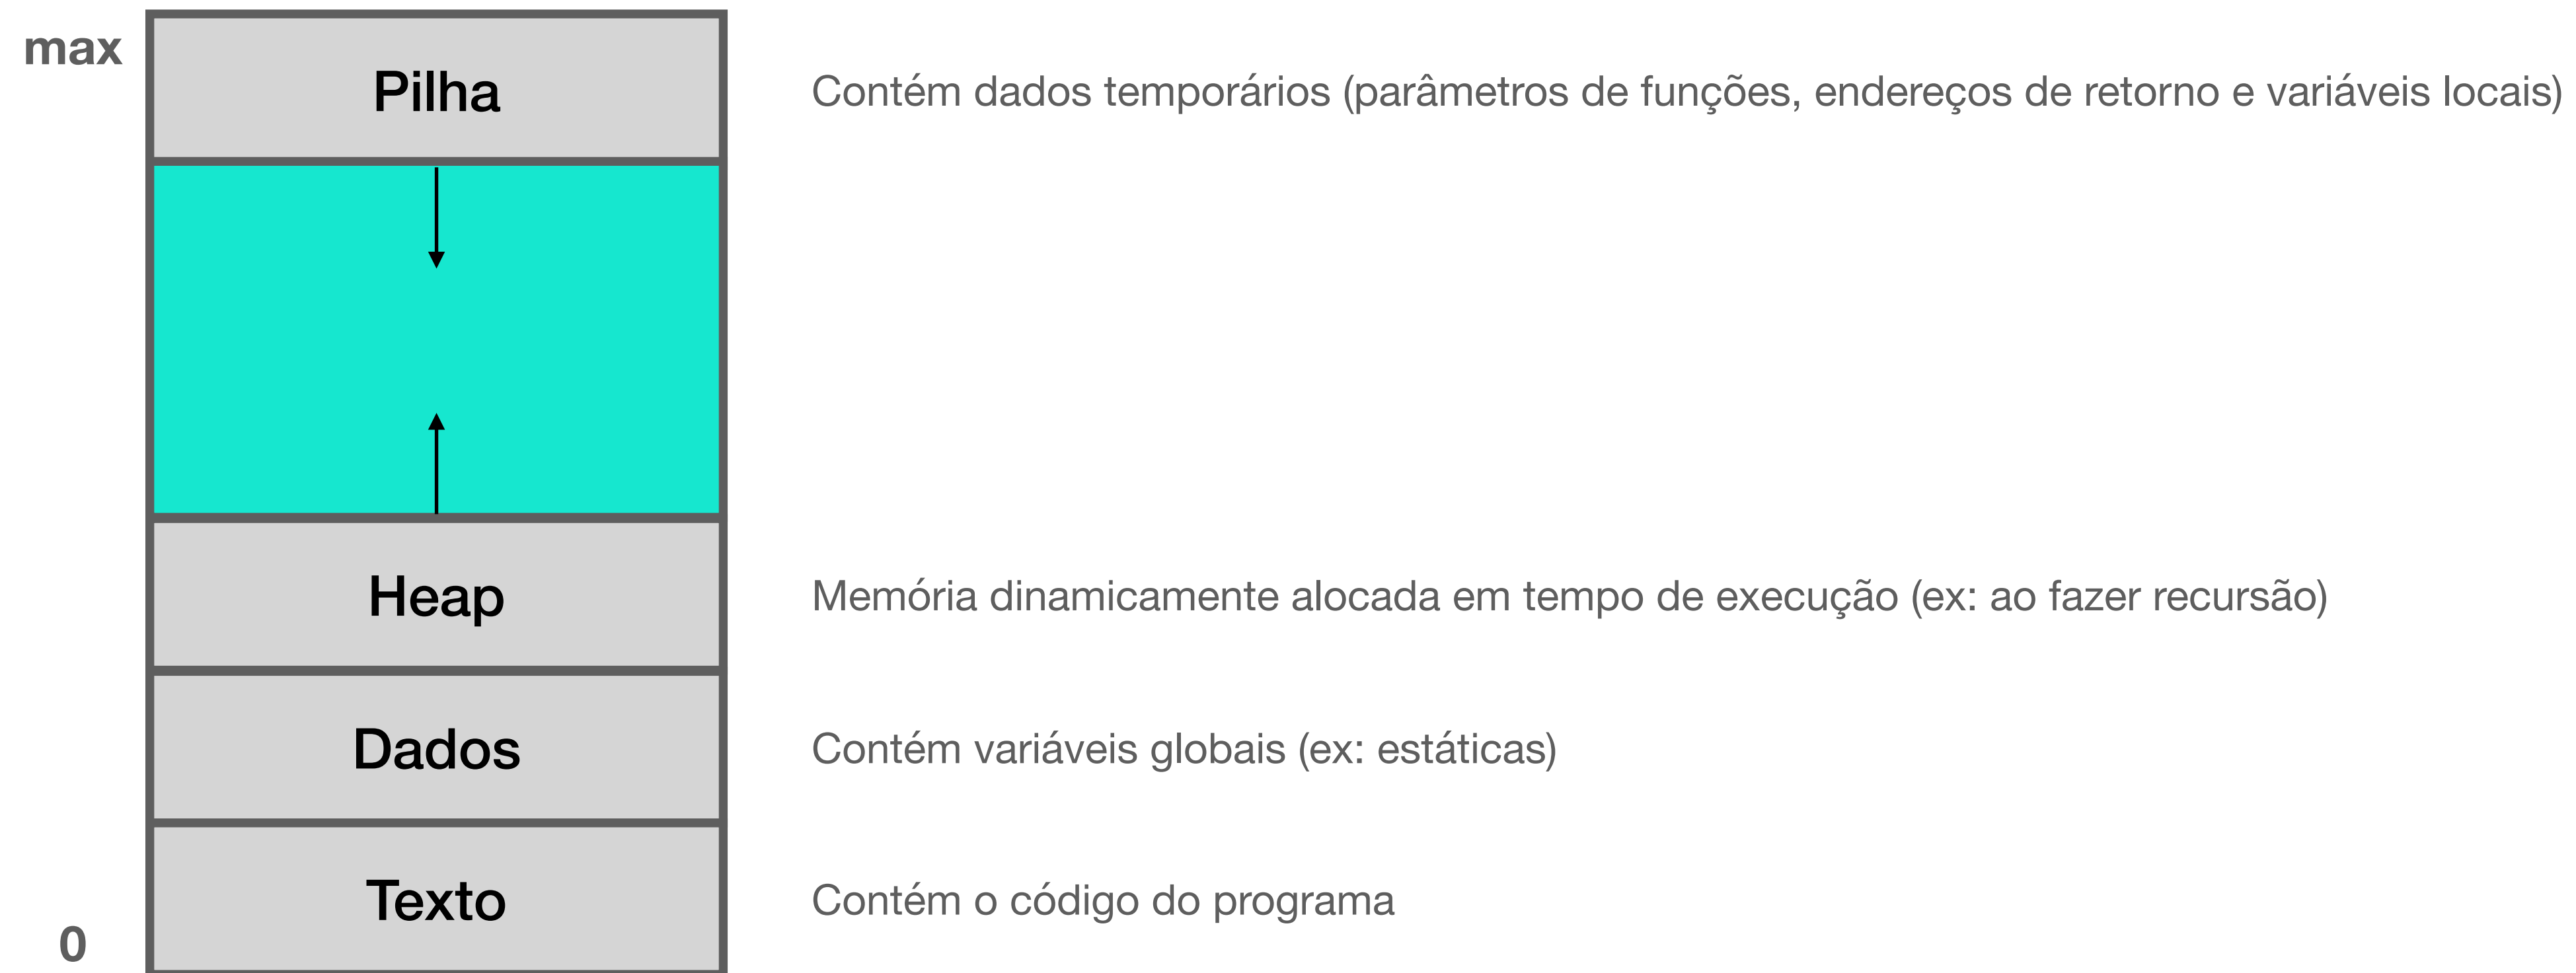 max
Pilha
Contém dados temporários (parâmetros de funções, endereços de retorno e variáveis locais)
Heap
Memória dinamicamente alocada em tempo de execução (ex: ao fazer recursão)
Dados
Contém variáveis globais (ex: estáticas)
Texto
Contém o código do programa
0